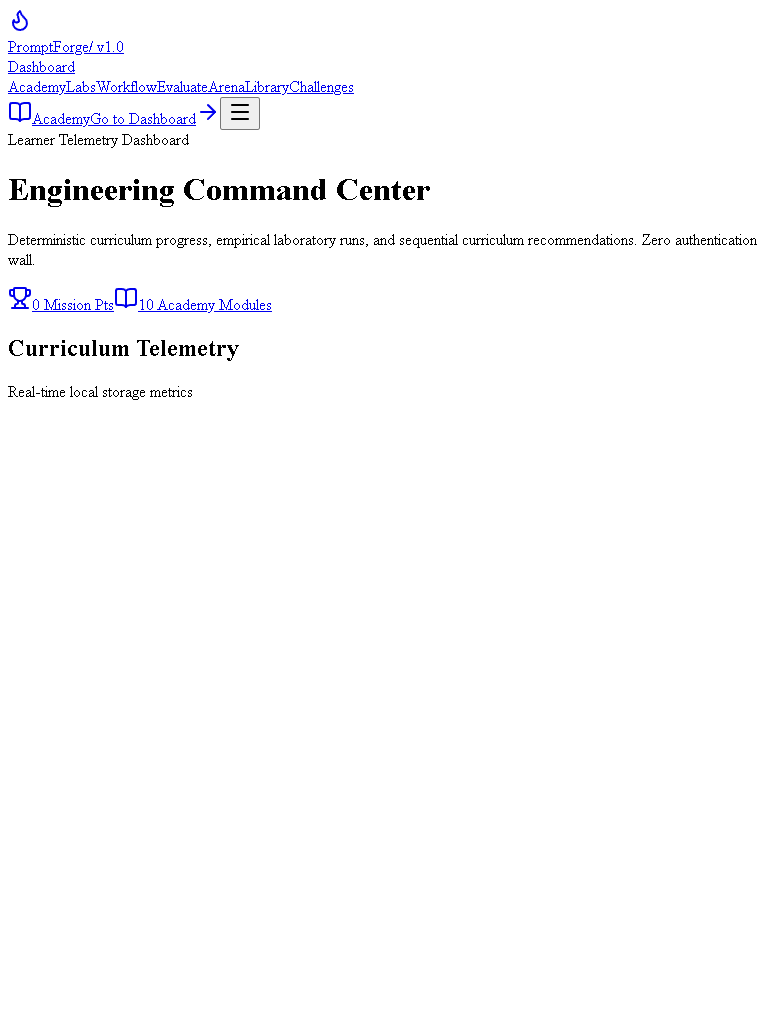 PromptForge/ v1.0
Dashboard
AcademyLabsWorkflowEvaluateArenaLibraryChallenges
AcademyGo to Dashboard
Learner Telemetry Dashboard
Engineering Command Center
Deterministic curriculum progress, empirical laboratory runs, and sequential curriculum recommendations. Zero authentication
wall.
0 Mission Pts10 Academy Modules
Curriculum Telemetry
Real-time local storage metrics